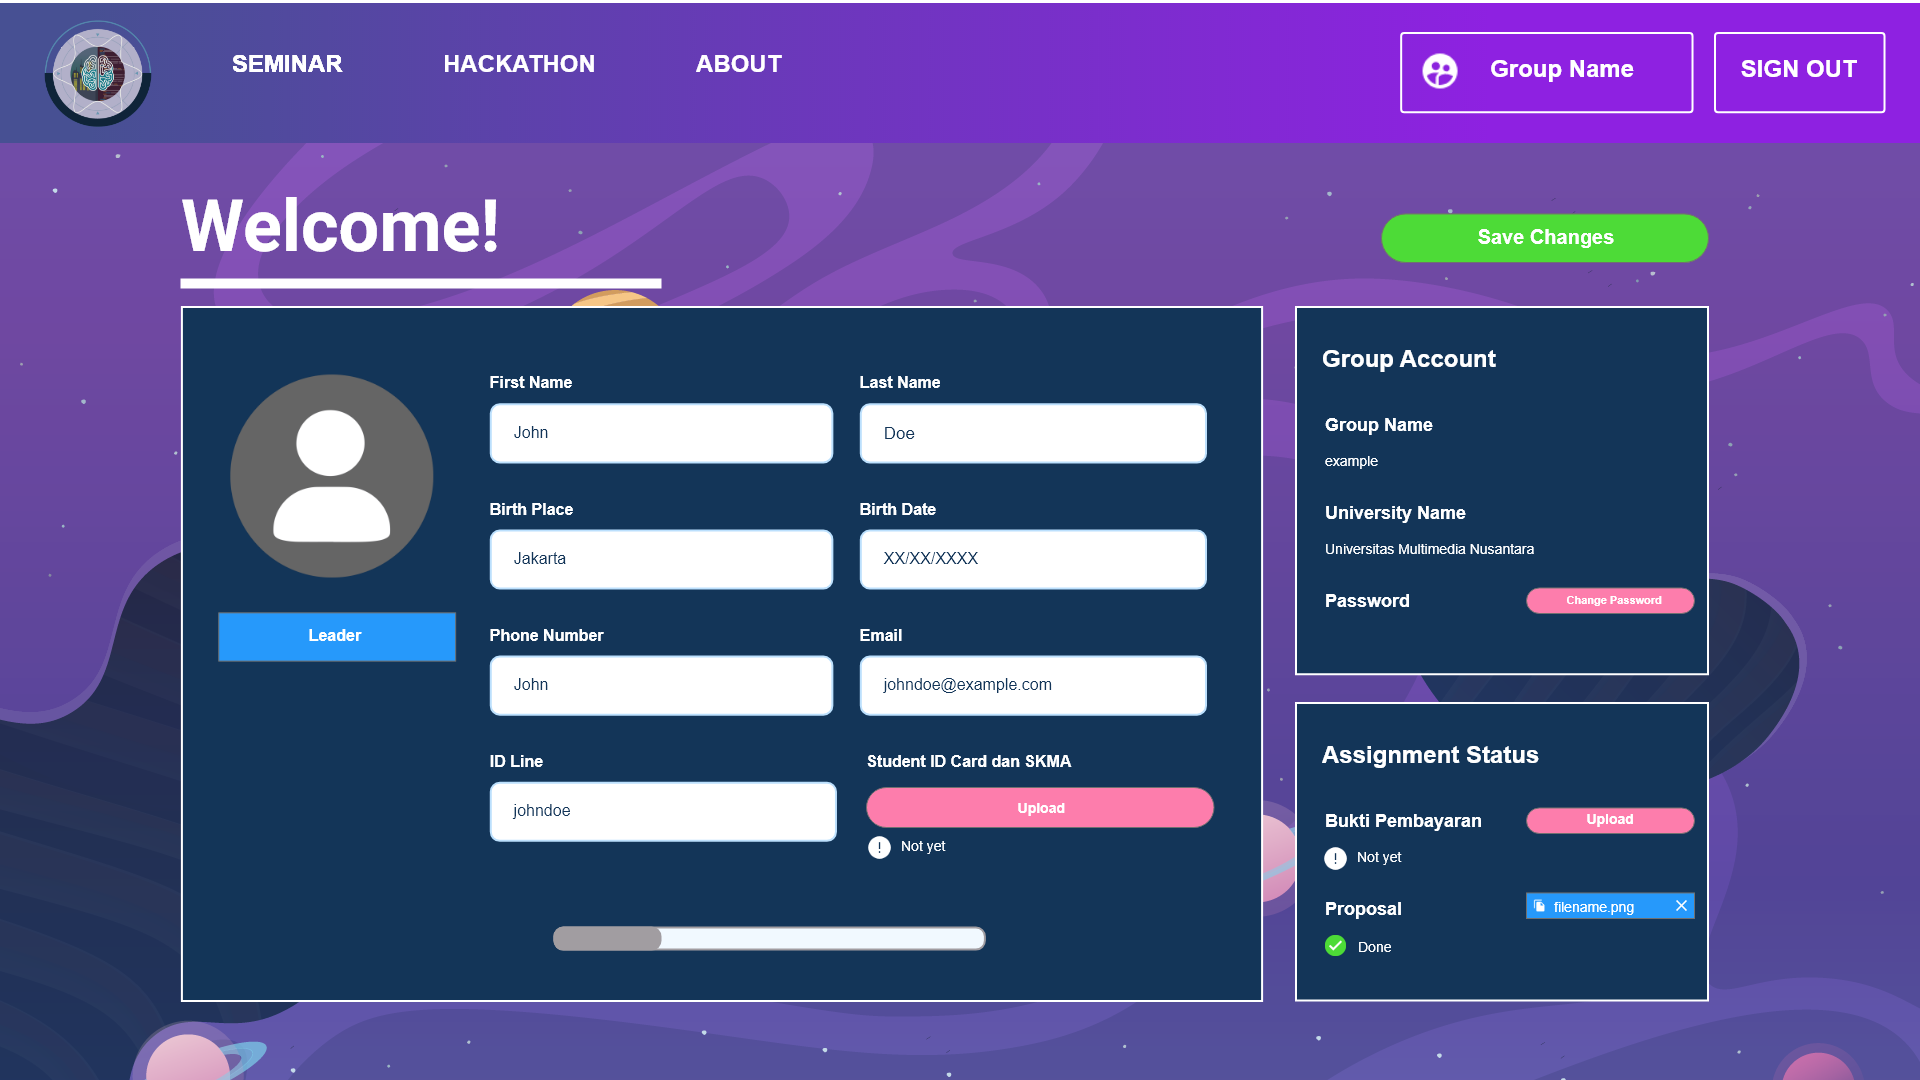 SEMINAR
HACKATHON
ABOUT
Group Name
SIGN OUT
Welcome!
Save Changes
First Name
Last Name
John
Doe
Birth Place
Birth Date
Jakarta
XX/XX/XXXX
Leader
Phone Number
Email
John
johndoe@example.com
ID Line
Student ID Card dan SKMA
johndoe
Upload
Not yet
Group Account
Group Name
example
University Name
Universitas Multimedia Nusantara
Password
Change Password
Assignment Status
Bukti Pembayaran
Upload
Not yet
Proposal
filename.png
Done